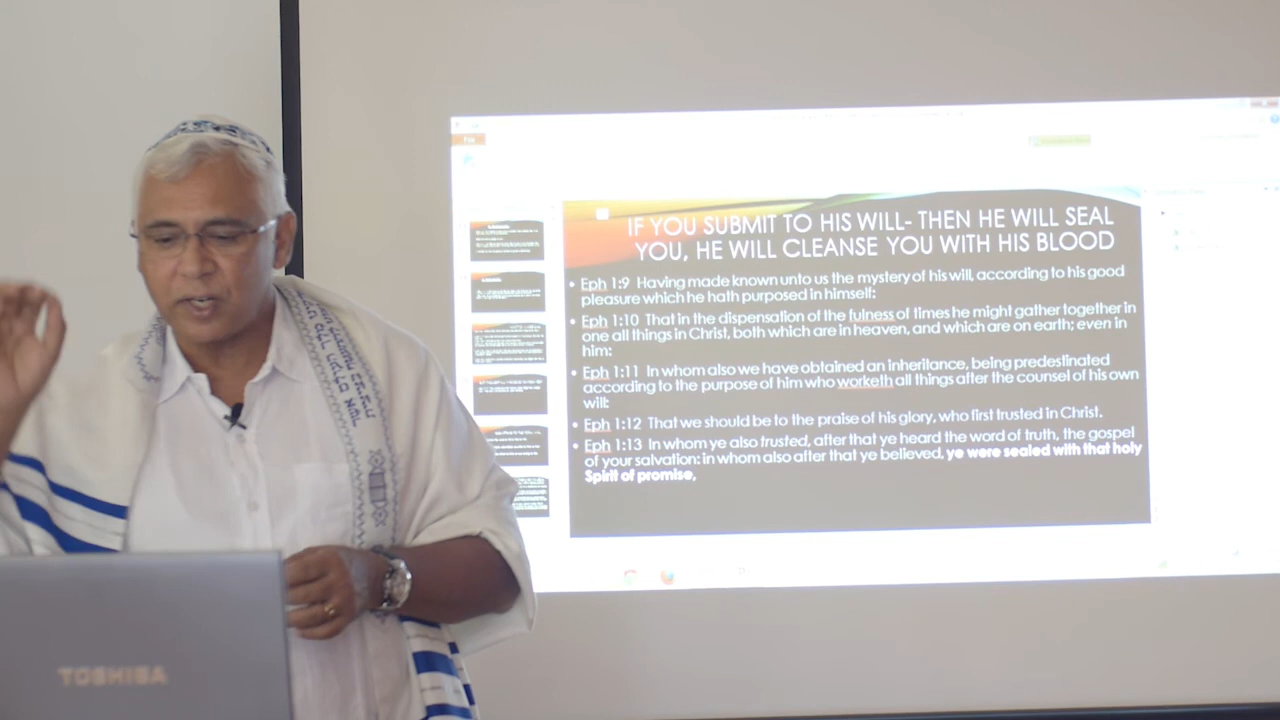 File
IF YOU SUBMIT TO HIS WILL- THEN HE WILL SEAL
YOU, HE WILL CLEANSE YOU WITH HIS BLOOD
• Eph 1:9 Having made known unto us the mystery of his will, according to his good
pleasure which he hath purposed in himself:
• Eph 1:10 That in the dispensation of the fulness of times he might gather together in
one all things in Christ, both which are in heaven, and which are on earth; even in
him:
• Eph 1:11 In whom also we have obtained an inheritance, being predestinated
according to the purpose of him who worketh all things after the counsel of his own
will:
• Eph 1:12 That we should be to the praise of his glory, who first trusted in Christ.
• Eph 1:13 In whom ye also trusted, after that ye heard the word of truth, the gospel
of your salvation: in whom also after that ye believed, ye were sealed with that holy
Spirit of promise,
TOSHIBA